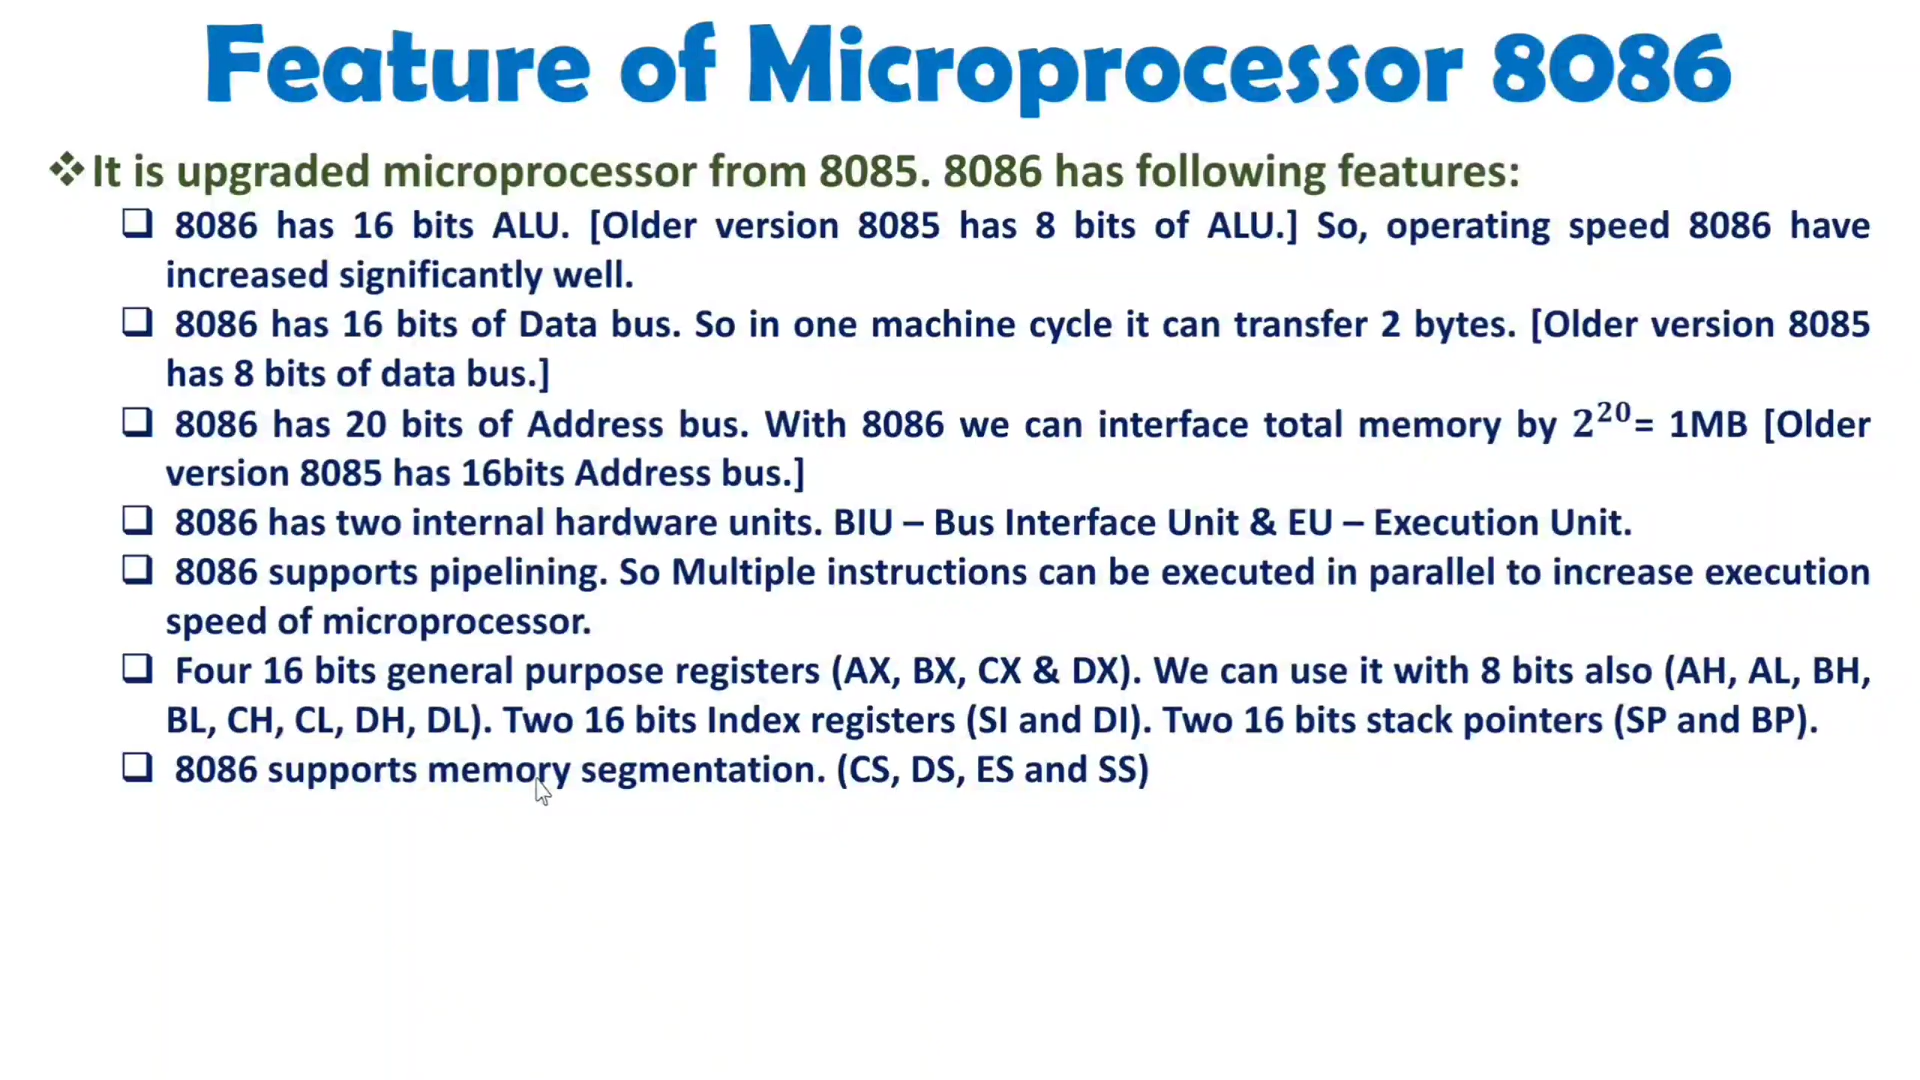 Feature of Microprocessor 8086
❖It is upgraded microprocessor from 8085. 8086 has following features:
❑ 8086 has 16 bits ALU. [Older version 8085 has 8 bits of ALU.] So, operating speed 8086 have
increased significantly well.
❑ 8086 has 16 bits of Data bus. So in one machine cycle it can transfer 2 bytes. [Older version 8085
has 8 bits of data bus.]
❑ 8086 has 20 bits of Address bus. With 8086 we can interface total memory by 2²⁰= 1MB [Older
version 8085 has 16bits Address bus.]
❑ 8086 has two internal hardware units. BIU – Bus Interface Unit & EU – Execution Unit.
❑ 8086 supports pipelining. So Multiple instructions can be executed in parallel to increase execution
speed of microprocessor.
❑ Four 16 bits general purpose registers (AX, BX, CX & DX). We can use it with 8 bits also (AH, AL, BH,
BL, CH, CL, DH, DL). Two 16 bits Index registers (SI and DI). Two 16 bits stack pointers (SP and BP).
❑ 8086 supports memory segmentation. (CS, DS, ES and SS)